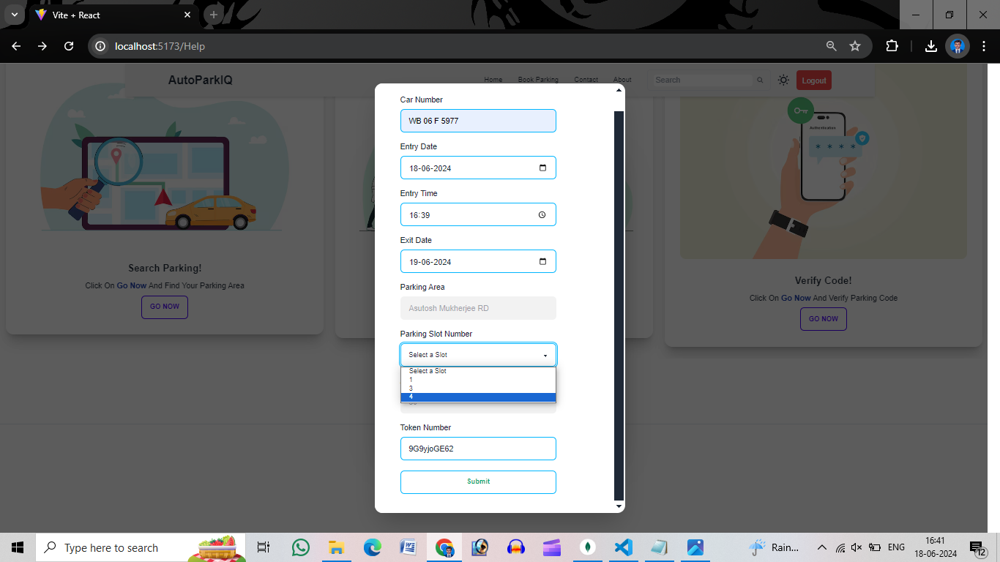 Vite + React
localhost:5173/Help
AutoParkIQ
Home
Book Parking
Contact
About
Search
Logout
Car Number
WB 06 F 5977
Entry Date
18-06-2024
Entry Time
16:39
Exit Date
19-06-2024
Parking Area
Asutosh Mukherjee RD
Parking Slot Number
Select a Slot
Select a Slot
1
3
4
Token Number
9G9yjoGE62
Submit
Search Parking!
Click On Go Now And Find Your Parking Area
GO NOW
Authentication
* * * *
Verify Code!
Click On Go Now And Verify Parking Code
GO NOW
Type here to search
Rain...
ENG
16:41
18-06-2024
12